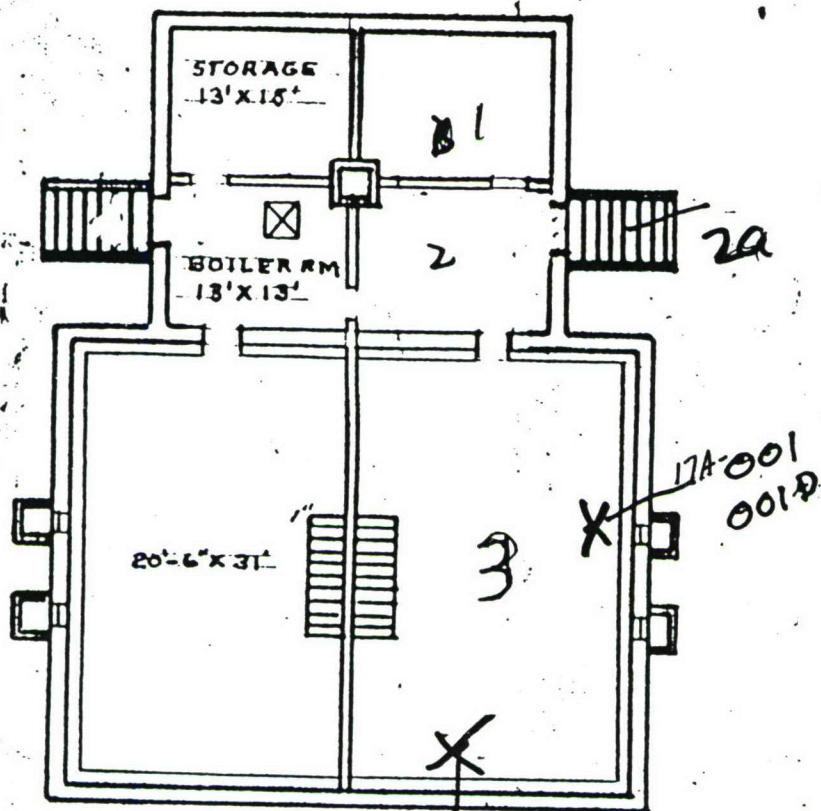 STORAGE
13' X 15'
1
BOILER RM
13' X 13'
2
2a
17A-001
001D
20'-6" X 31'
3